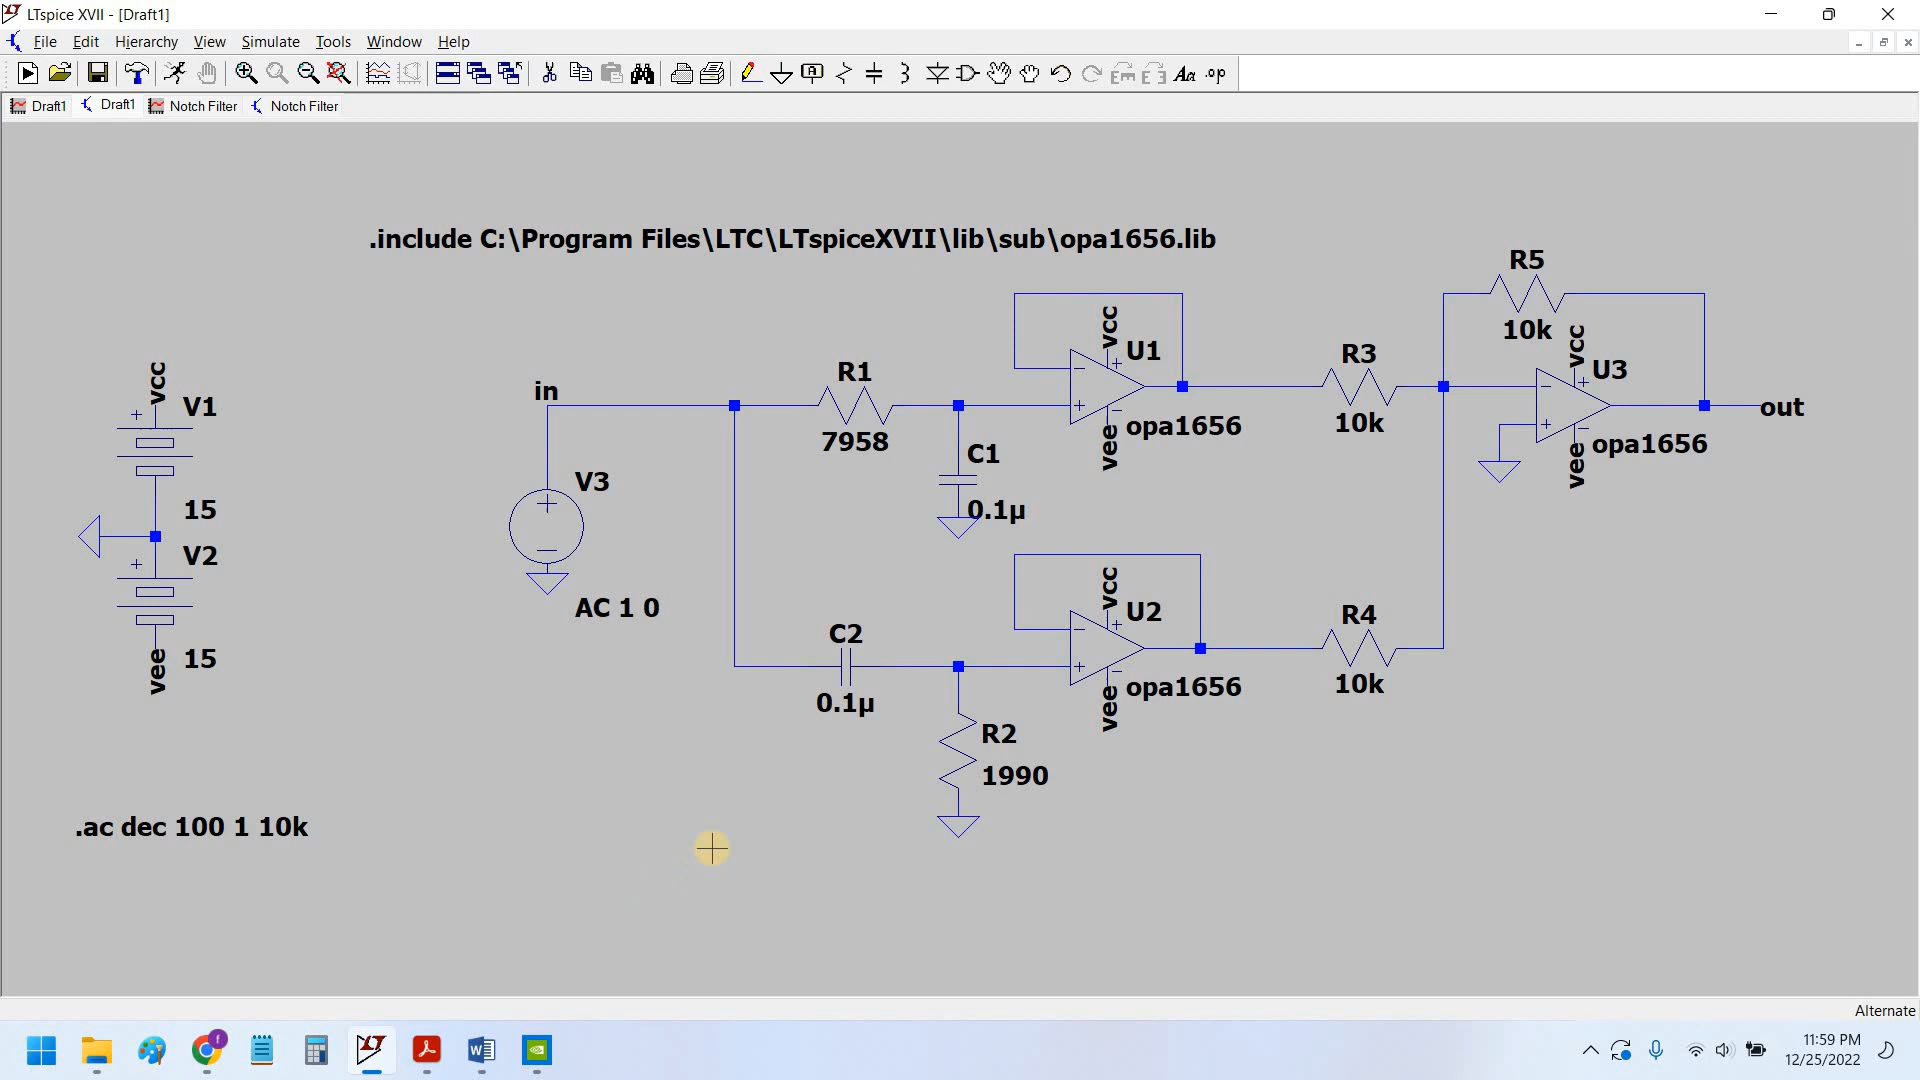 LTspice XVII - [Draft1]
File Edit Hierarchy View Simulate Tools Window Help
Draft1 Draft1 Notch Filter Notch Filter
.include C:\Program Files\LTC\LTspiceXVII\lib\sub\opa1656.lib
vcc
V1
15
V2
15
vee
.ac dec 100 1 10k
in
V3
AC 1 0
R1
7958
C1
0.1µ
vcc
U1
vee
opa1656
C2
0.1µ
R2
1990
vcc
U2
vee
opa1656
R3
10k
R4
10k
R5
10k
vcc
U3
vee
opa1656
out
Alternate
11:59 PM
12/25/2022